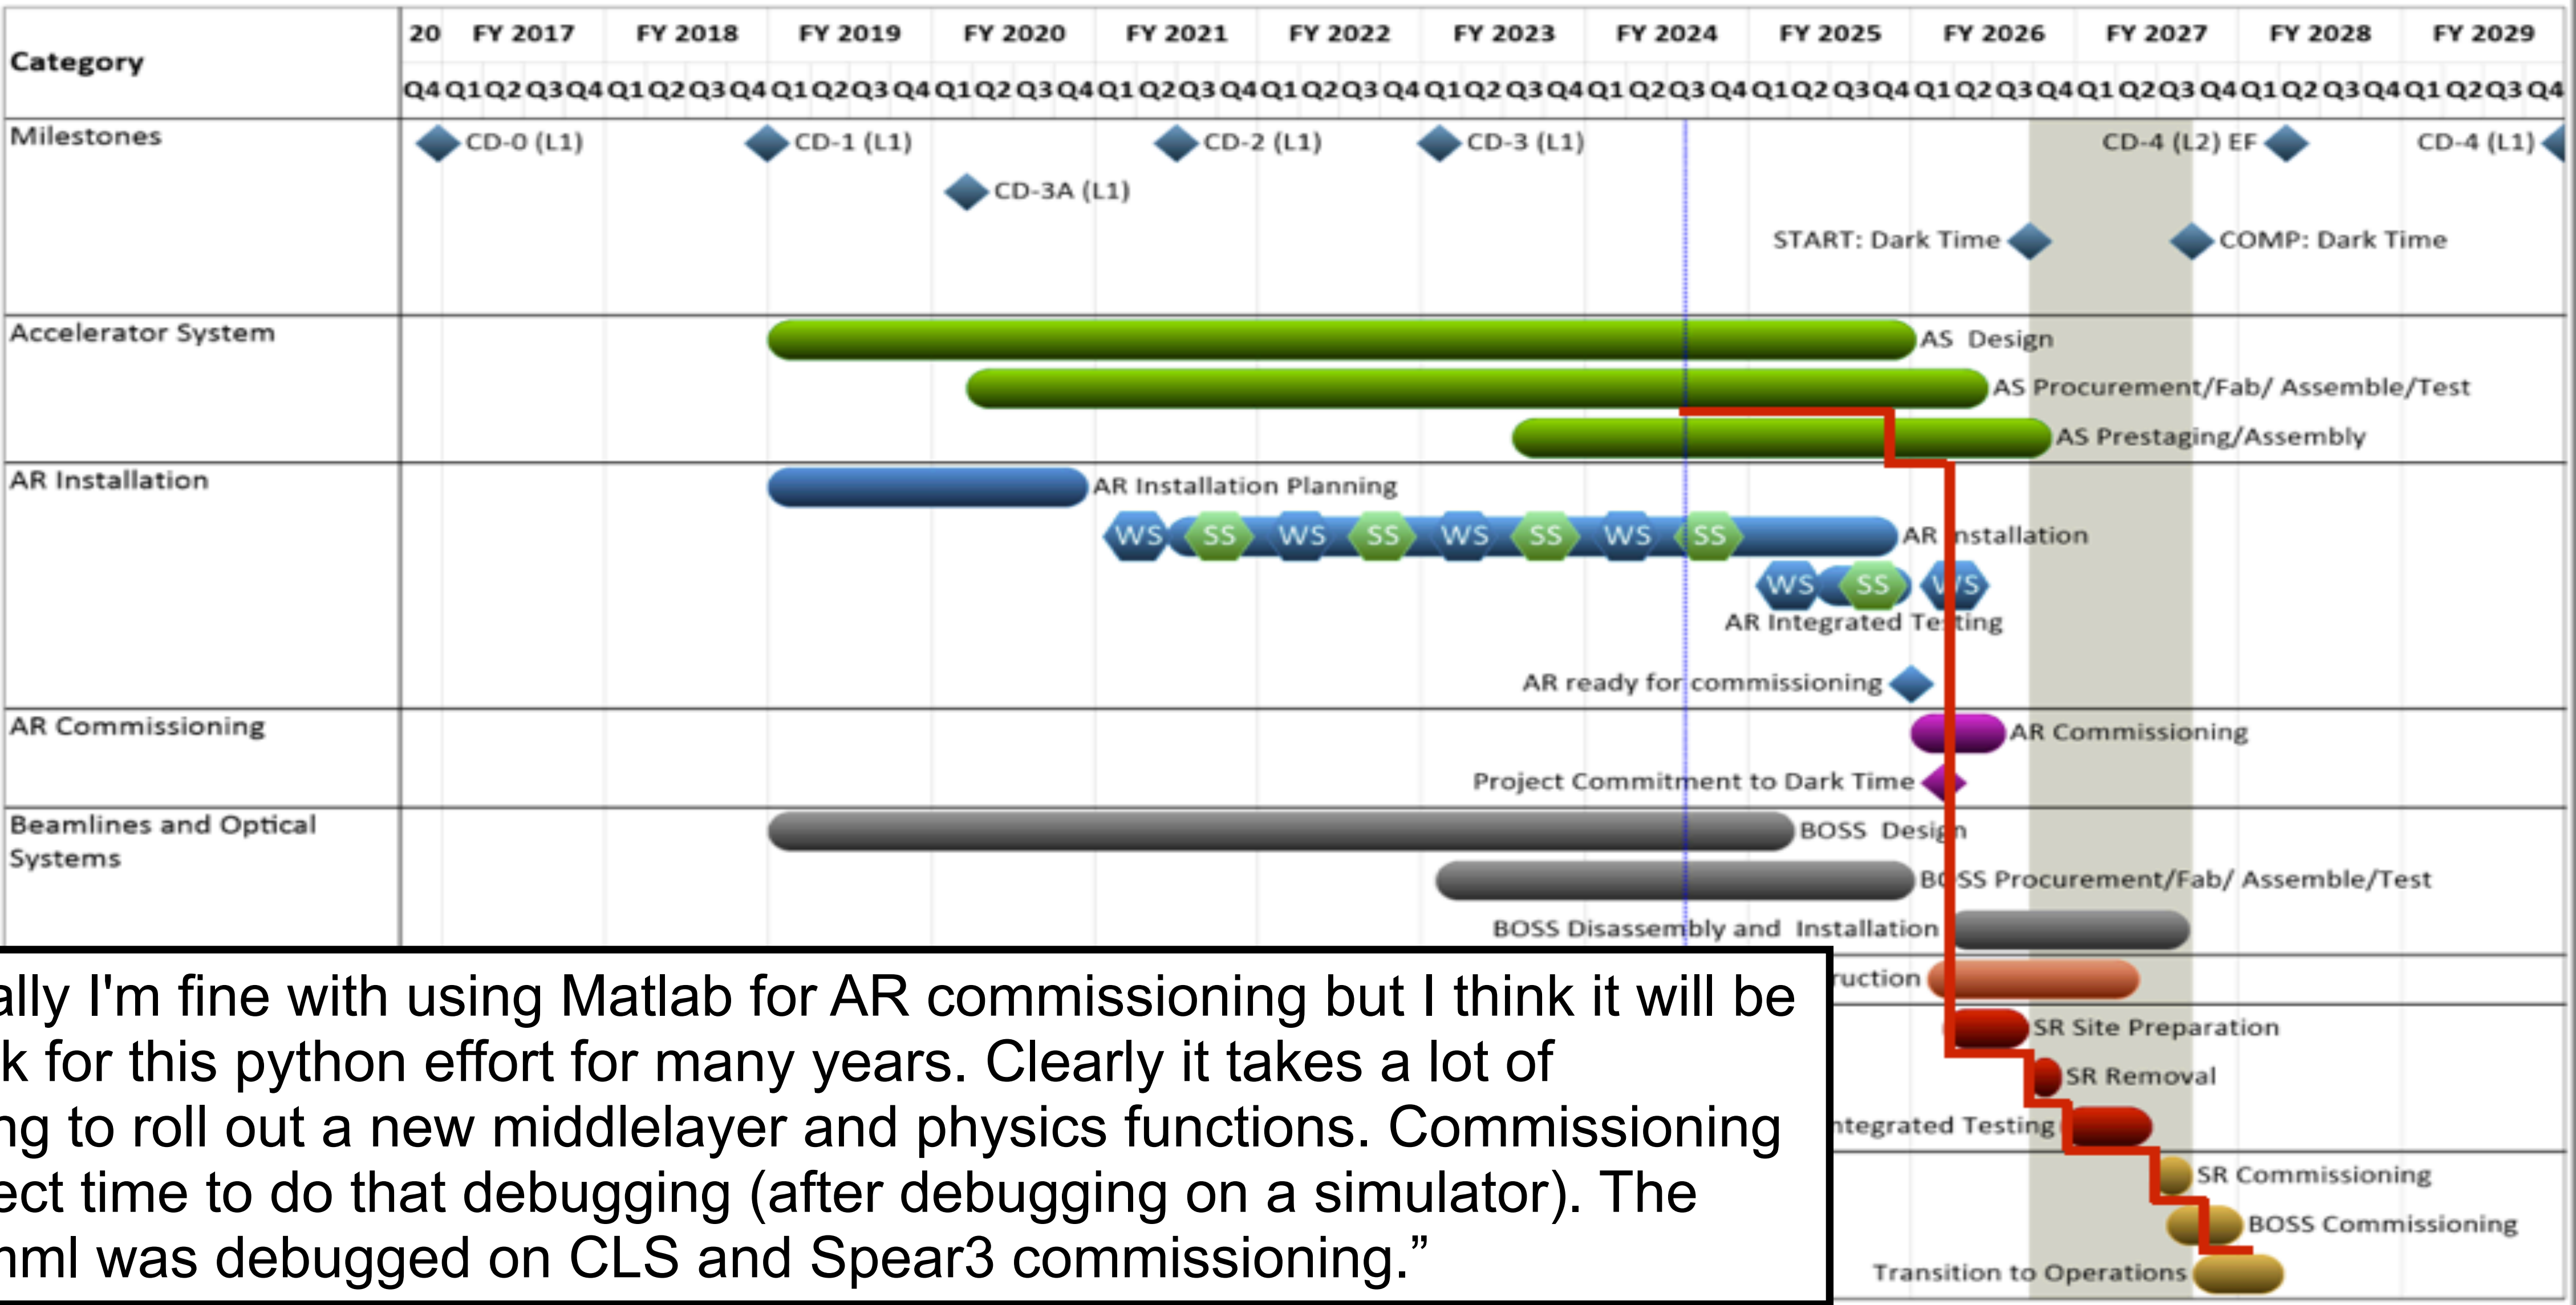 Category
20 FY 2017 FY 2018 FY 2019 FY 2020 FY 2021 FY 2022 FY 2023 FY 2024 FY 2025 FY 2026 FY 2027 FY 2028 FY 2029
Q4 Q1 Q2 Q3 Q4 Q1 Q2 Q3 Q4 Q1 Q2 Q3 Q4 Q1 Q2 Q3 Q4 Q1 Q2 Q3 Q4 Q1 Q2 Q3 Q4 Q1 Q2 Q3 Q4 Q1 Q2 Q3 Q4 Q1 Q2 Q3 Q4 Q1 Q2 Q3 Q4 Q1 Q2 Q3 Q4 Q1 Q2 Q3 Q4 Q1 Q2 Q3 Q4
Milestones
CD-0 (L1) CD-1 (L1) CD-2 (L1) CD-3 (L1) CD-4 (L2) EF CD-4 (L1)
CD-3A (L1)
START: Dark Time COMP: Dark Time
Accelerator System
AS Design
AS Procurement/Fab/ Assemble/Test
AS Prestaging/Assembly
AR Installation
AR Installation Planning
WS SS WS SS WS SS WS SS AR Installation
WS SS WS
AR Integrated Testing
AR ready for commissioning
AR Commissioning
AR Commissioning
Project Commitment to Dark Time
Beamlines and Optical
Systems
BOSS Design
BOSS Procurement/Fab/ Assemble/Test
BOSS Disassembly and Installation
ruction
SR Site Preparation
SR Removal
ntegrated Testing
SR Commissioning
BOSS Commissioning
Transition to Operations
ally I'm fine with using Matlab for AR commissioning but I think it will be
k for this python effort for many years. Clearly it takes a lot of
ng to roll out a new middlelayer and physics functions. Commissioning
ect time to do that debugging (after debugging on a simulator). The
nml was debugged on CLS and Spear3 commissioning.”